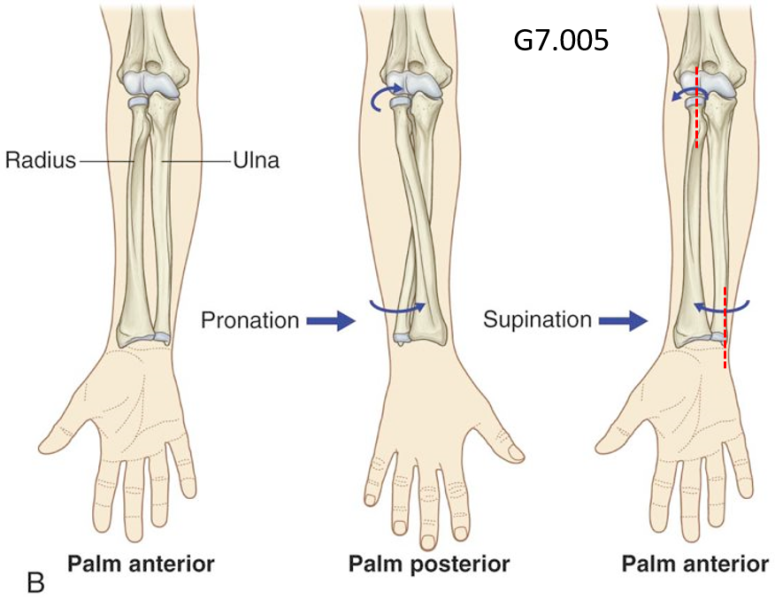 G7.005
Radius
Ulna
Pronation
Supination
Palm anterior
Palm posterior
Palm anterior
B